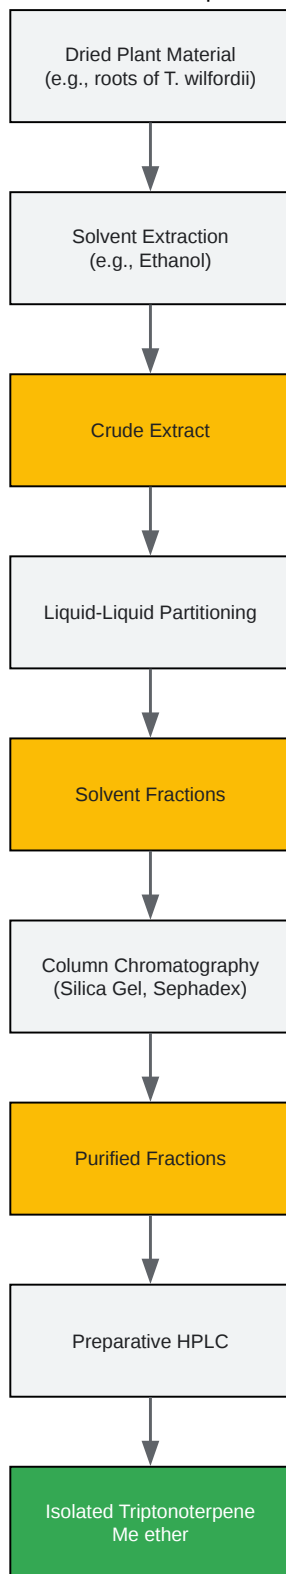 Dried Plant Material
(e.g., roots of T. wilfordii)
Solvent Extraction
(e.g., Ethanol)
Crude Extract
Liquid-Liquid Partitioning
Solvent Fractions
Column Chromatography
(Silica Gel, Sephadex)
Purified Fractions
Preparative HPLC
Isolated Triptonoterpene
Me ether